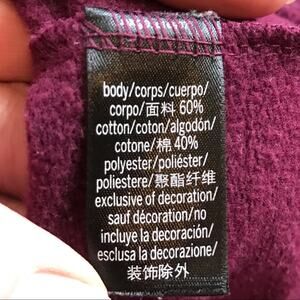 body/corps/cuerpo/
corpo/面料 60%
cotton/coton/algodón/
cotone/棉 40%
polyester/poliéster/
poliestere/聚酯纤维
exclusive of decoration/
sauf décoration/no
incluye la decoración/
esclusa la decorazione/
装饰除外